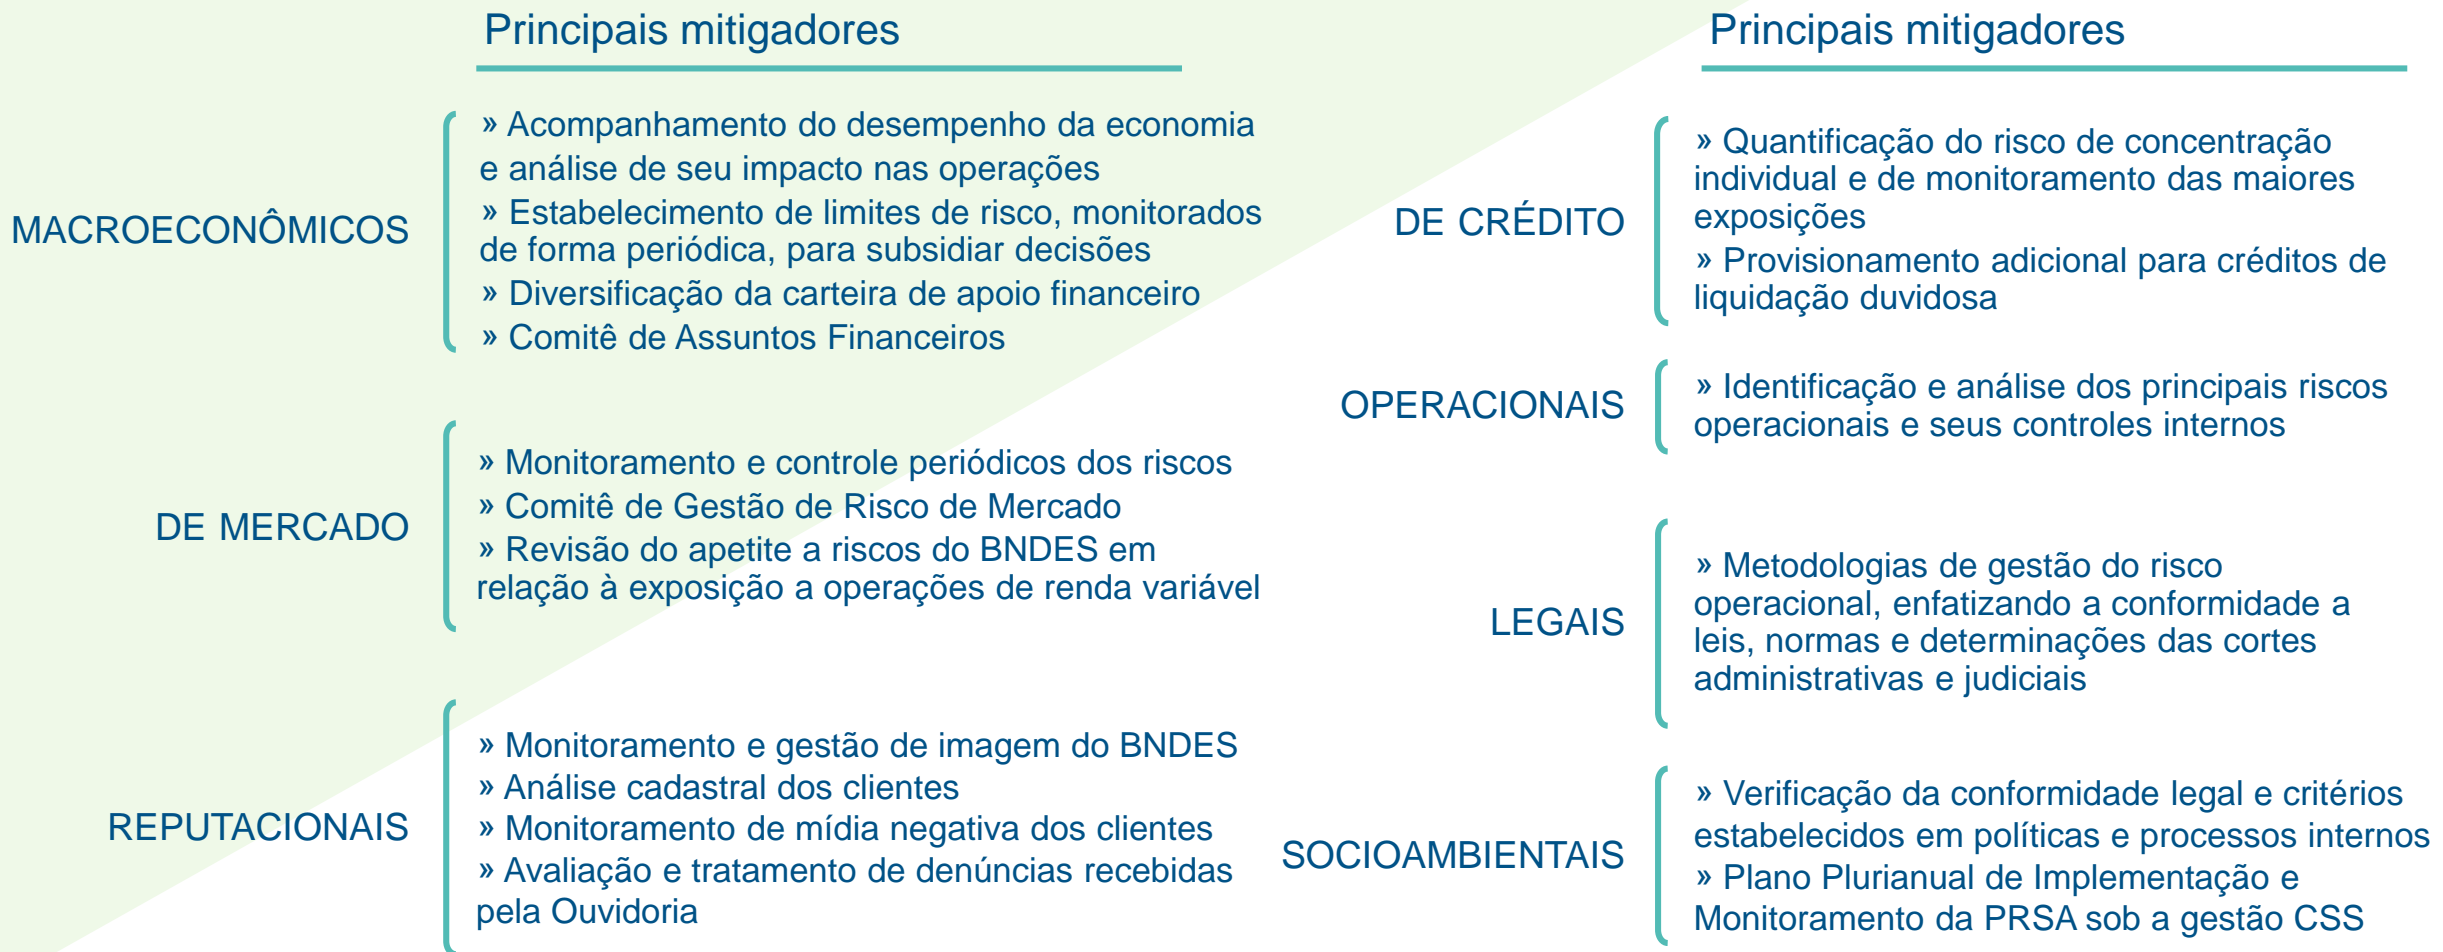 Principais mitigadores
MACROECONÔMICOS
» Acompanhamento do desempenho da economia
e análise de seu impacto nas operações
» Estabelecimento de limites de risco, monitorados
de forma periódica, para subsidiar decisões
» Diversificação da carteira de apoio financeiro
» Comitê de Assuntos Financeiros
DE MERCADO
» Monitoramento e controle periódicos dos riscos
» Comitê de Gestão de Risco de Mercado
» Revisão do apetite a riscos do BNDES em
relação à exposição a operações de renda variável
REPUTACIONAIS
» Monitoramento e gestão de imagem do BNDES
» Análise cadastral dos clientes
» Monitoramento de mídia negativa dos clientes
» Avaliação e tratamento de denúncias recebidas
pela Ouvidoria
Principais mitigadores
DE CRÉDITO
» Quantificação do risco de concentração
individual e de monitoramento das maiores
exposições
» Provisionamento adicional para créditos de
liquidação duvidosa
OPERACIONAIS
» Identificação e análise dos principais riscos
operacionais e seus controles internos
LEGAIS
» Metodologias de gestão do risco
operacional, enfatizando a conformidade a
leis, normas e determinações das cortes
administrativas e judiciais
SOCIOAMBIENTAIS
» Verificação da conformidade legal e critérios
estabelecidos em políticas e processos internos
» Plano Plurianual de Implementação e
Monitoramento da PRSA sob a gestão CSS